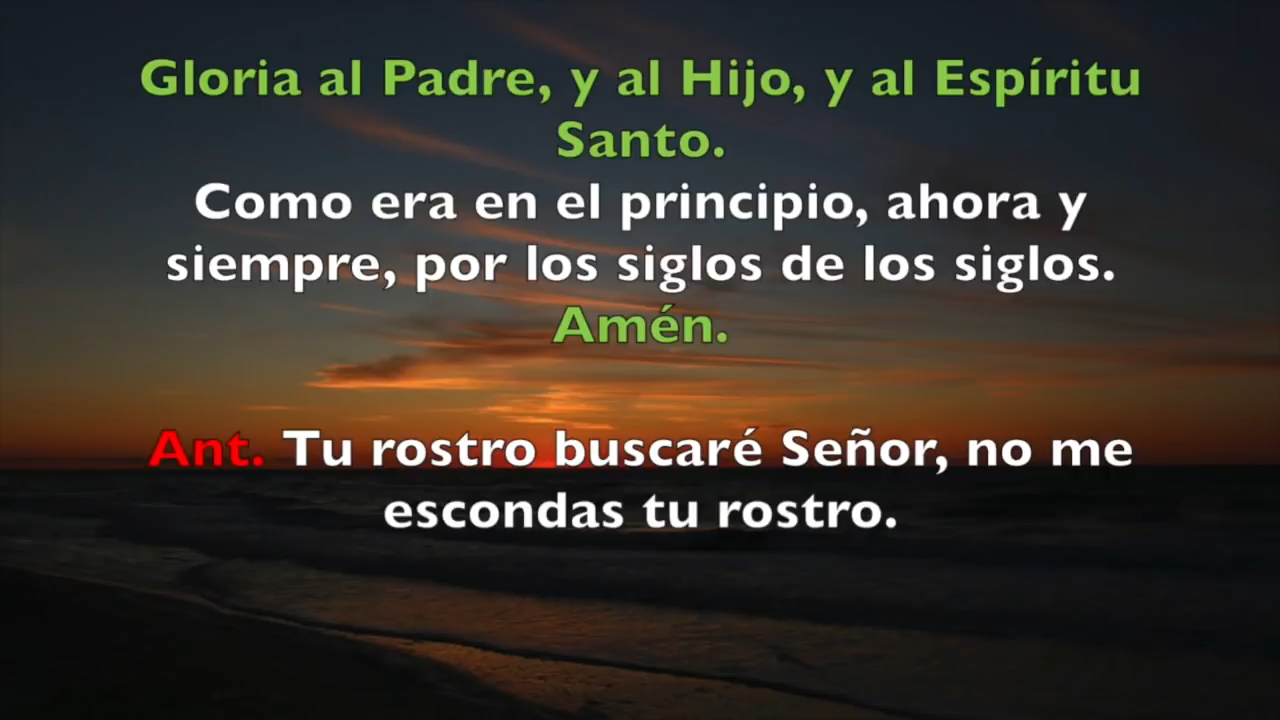 Gloria al Padre, y al Hijo, y al Espíritu
Santo.
Como era en el principio, ahora y
siempre, por los siglos de los siglos.
Amén.
Ant. Tu rostro buscaré Señor, no me
escondas tu rostro.